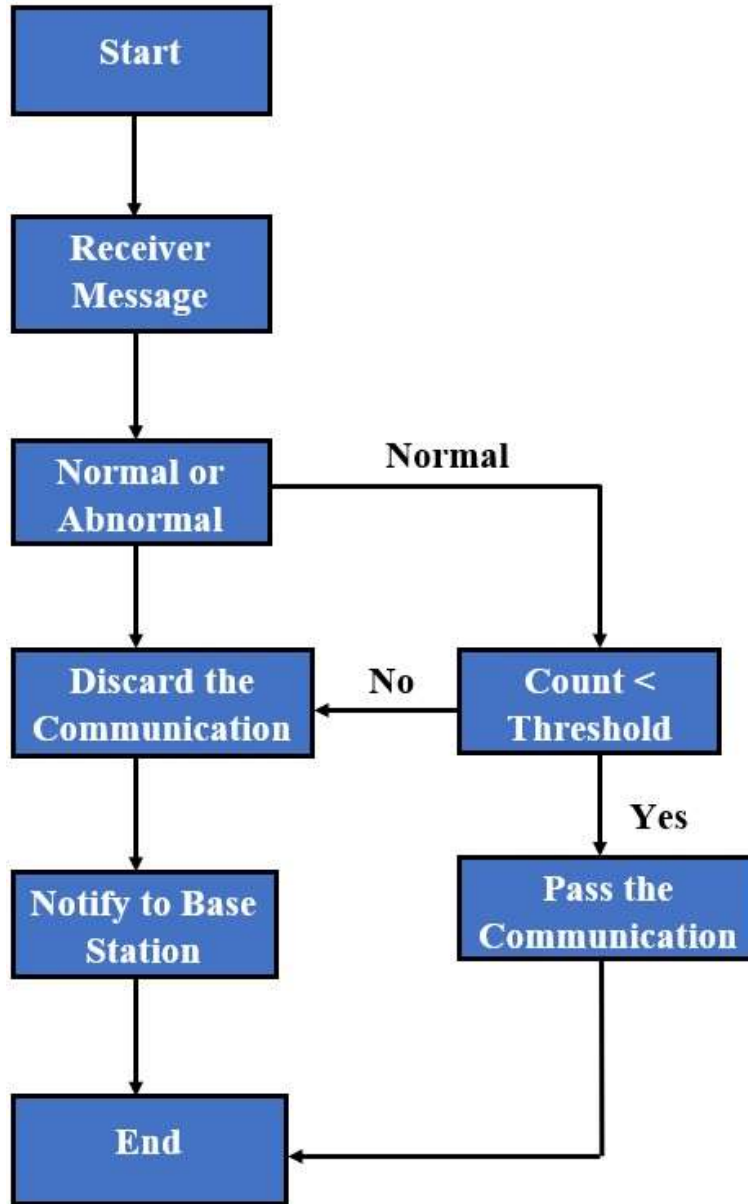 Start
Receiver
Message
Normal or
Abnormal
Normal
Discard the
Communication
No
Count <
Threshold
Yes
Notify to Base
Station
Pass the
Communication
End